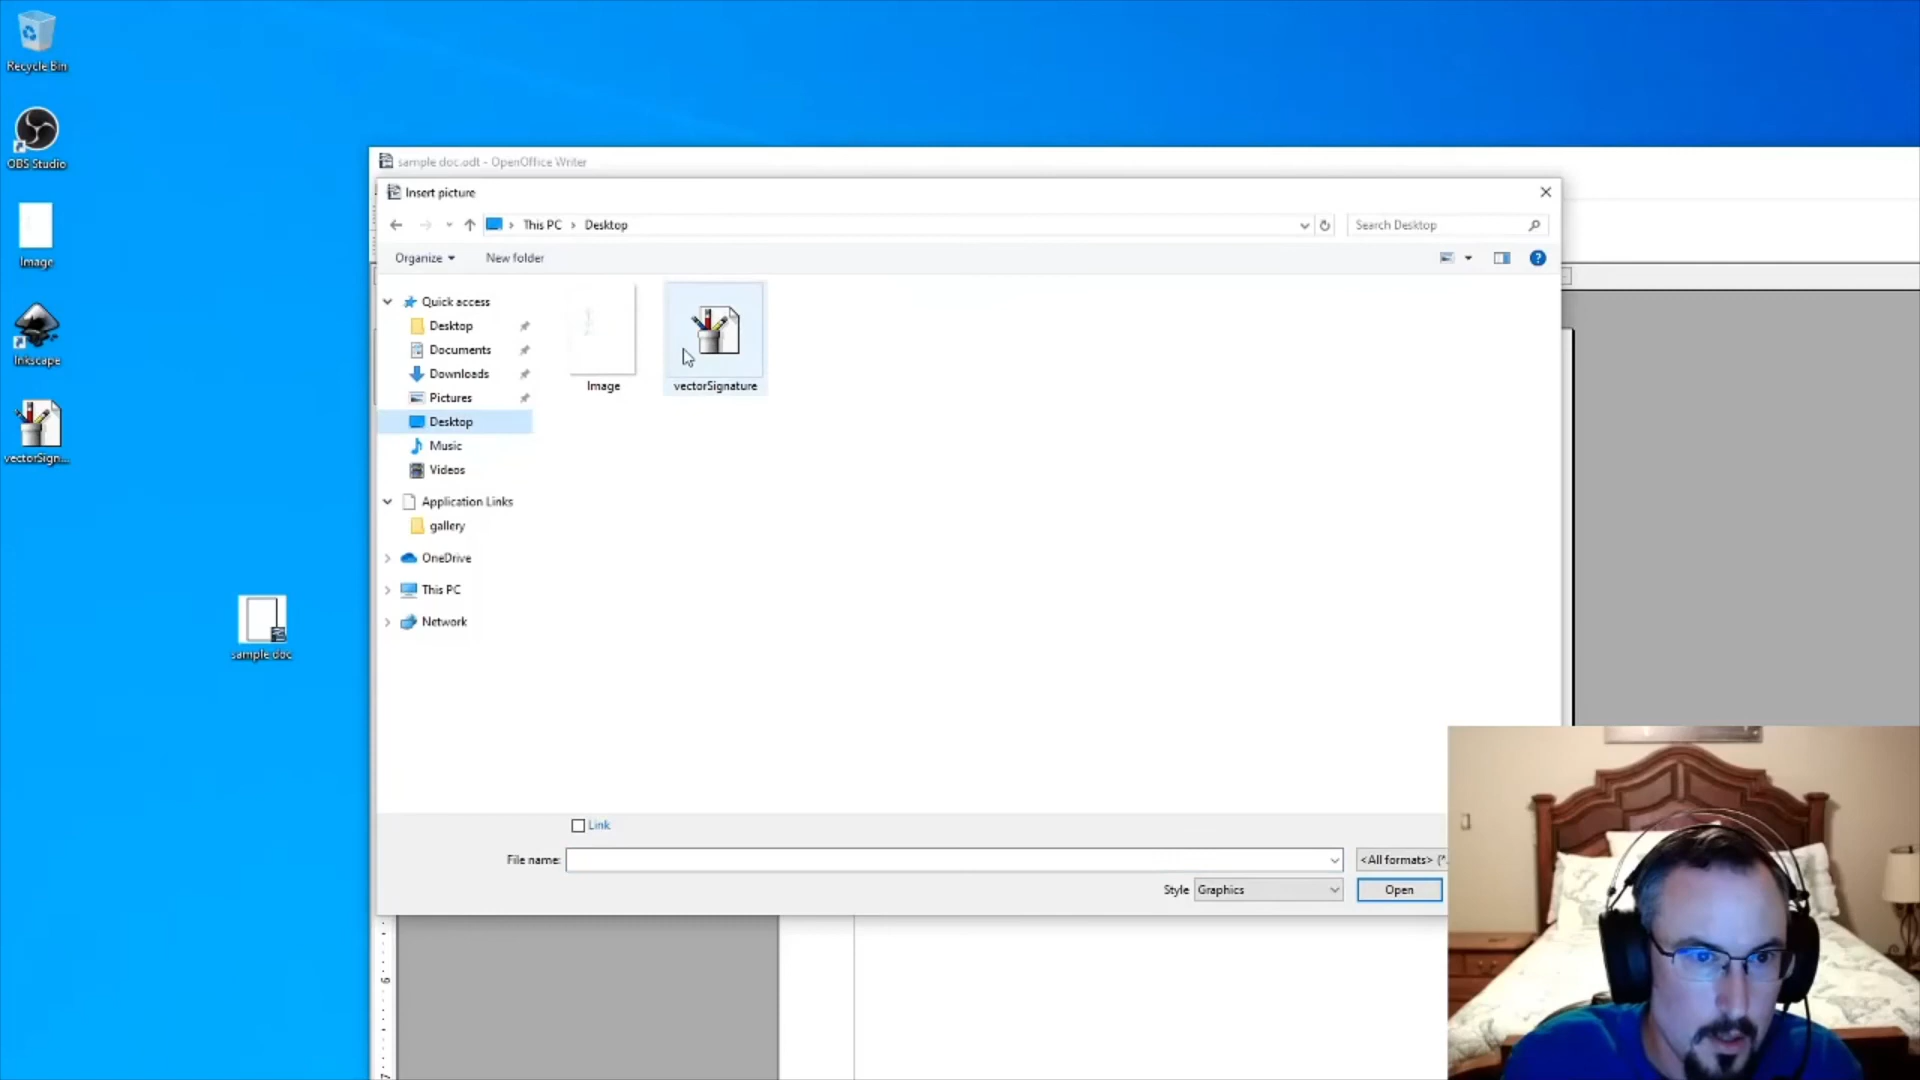 Recycle Bin
OBS Studio
Image
Inkscape
vectorSign...
sample doc
sample doc.odt - OpenOffice Writer
Insert picture
This PC
Desktop
Search Desktop
Organize
New folder
Quick access
Desktop
Documents
Downloads
Pictures
Desktop
Music
Videos
Application Links
gallery
OneDrive
This PC
Network
Image
vectorSignature
Link
File name:
<All formats> (*.
Style Graphics
Open
6